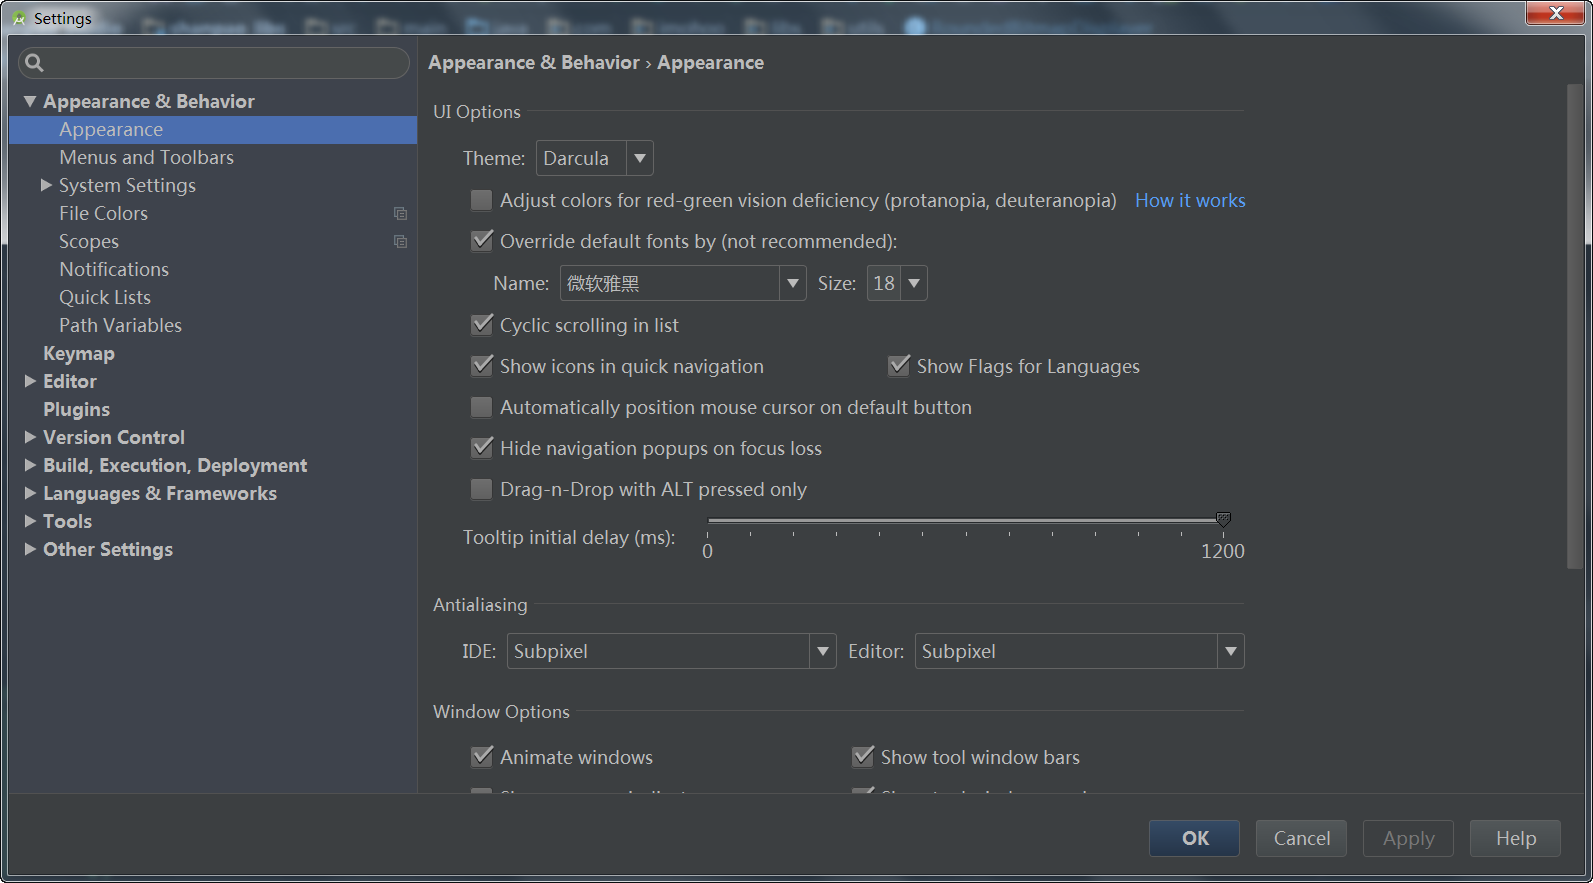 Settings
Appearance & Behavior
Appearance
Menus and Toolbars
System Settings
File Colors
Scopes
Notifications
Quick Lists
Path Variables
Keymap
Editor
Plugins
Version Control
Build, Execution, Deployment
Languages & Frameworks
Tools
Other Settings
Appearance & Behavior › Appearance
UI Options
Theme: Darcula
Adjust colors for red-green vision deficiency (protanopia, deuteranopia) How it works
Override default fonts by (not recommended):
Name: 微软雅黑 Size: 18
Cyclic scrolling in list
Show icons in quick navigation Show Flags for Languages
Automatically position mouse cursor on default button
Hide navigation popups on focus loss
Drag-n-Drop with ALT pressed only
Tooltip initial delay (ms): 0 1200
Antialiasing
IDE: Subpixel Editor: Subpixel
Window Options
Animate windows Show tool window bars
OK Cancel Apply Help